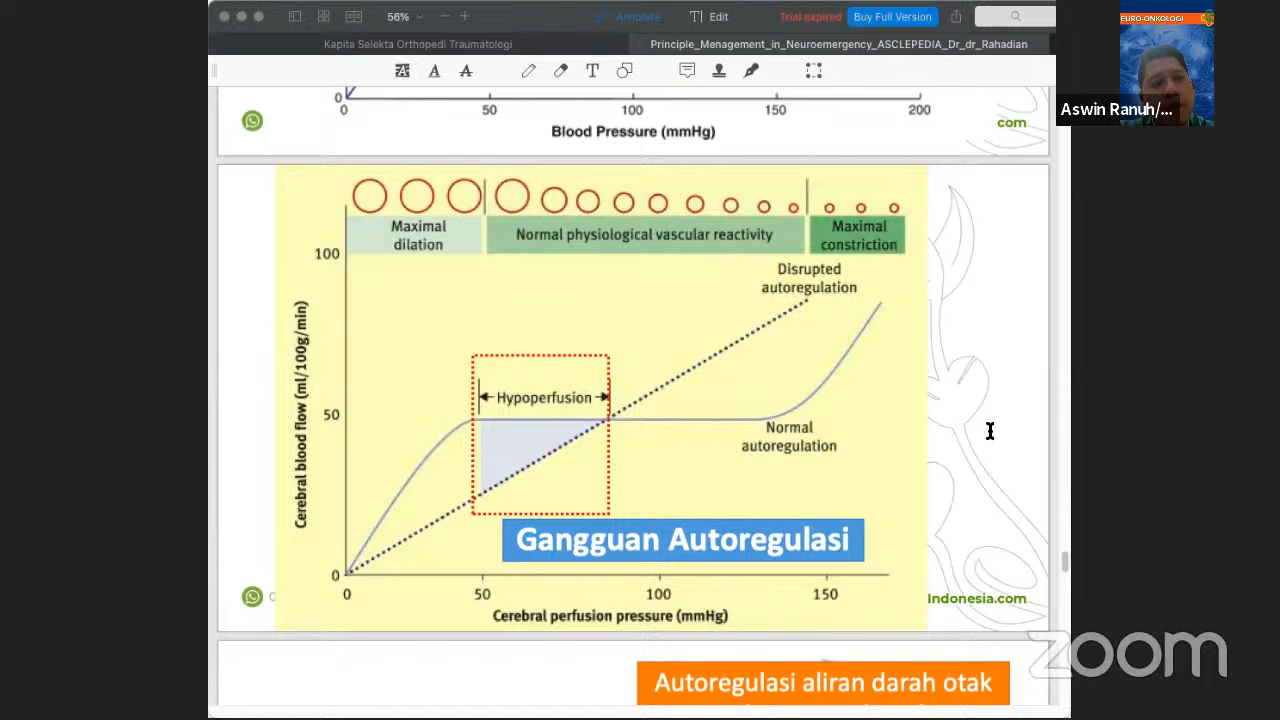 56%
Annotate
Edit
Trial expired
Buy Full Version
EURO-ONKOLOGI
Kapita Selekta Orthopedi Traumatologi
Principle_Menagement_in_Neuroemergency_ASCLEPEDIA_Dr_dr_Rahadian
Aswin Ranuh/...
0
0
50
100
150
200
Blood Pressure (mmHg)
com
Maximal
dilation
Normal physiological vascular reactivity
Maximal
constriction
100
Disrupted
autoregulation
Cerebral blood flow (ml/100g/min)
Hypoperfusion
50
Normal
autoregulation
Gangguan Autoregulasi
0
0
50
100
150
Cerebral perfusion pressure (mmHg)
Indonesia.com
zoom
Autoregulasi aliran darah otak